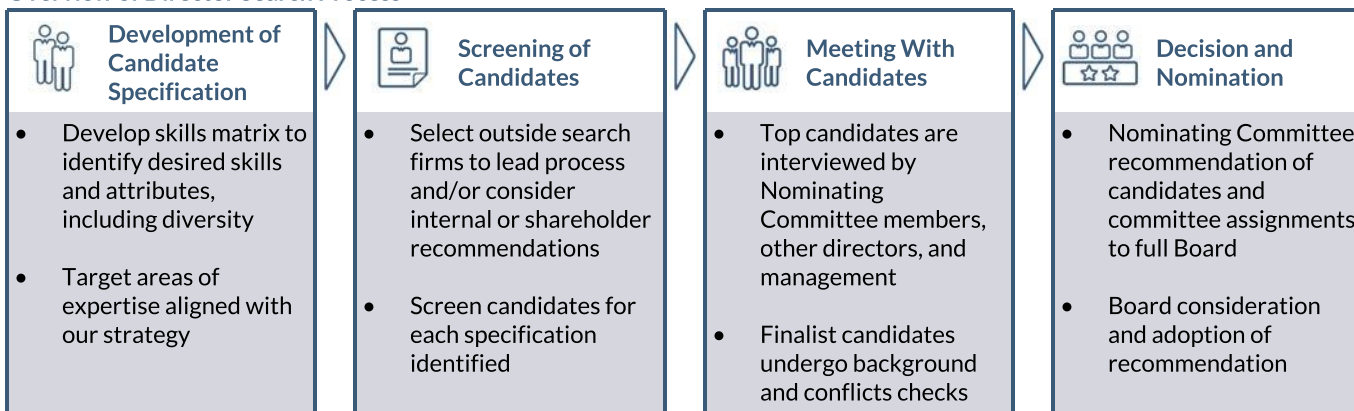 Development of
Candidate
Specification
• Develop skills matrix to
identify desired skills
and attributes,
including diversity
• Target areas of
expertise aligned with
our strategy
Screening of
Candidates
• Select outside search
firms to lead process
and/or consider
internal or shareholder
recommendations
• Screen candidates for
each specification
identified
Meeting With
Candidates
• Top candidates are
interviewed by
Nominating
Committee members,
other directors, and
management
• Finalist candidates
undergo background
and conflicts checks
Decision and
Nomination
• Nominating Committee
recommendation of
candidates and
committee assignments
to full Board
• Board consideration
and adoption of
recommendation